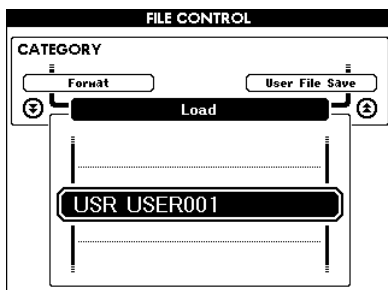 FILE CONTROL
CATEGORY
Format
User File Save
Load
USR USER001